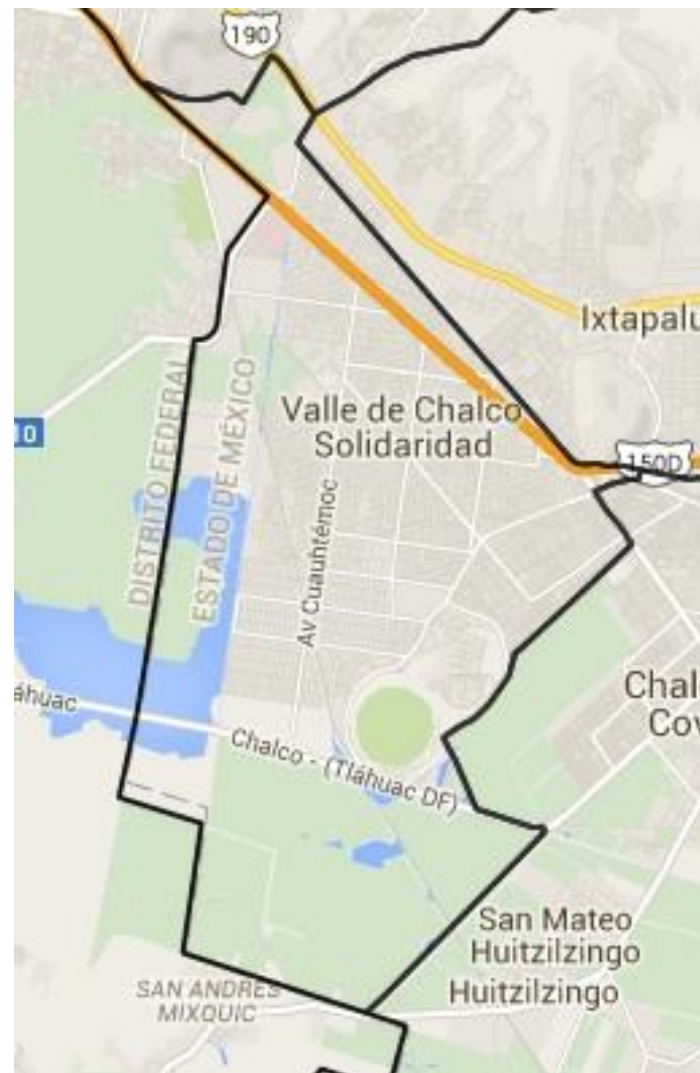 190
Ixtapalu
Valle de Chalco
Solidaridad
150D
10
DISTRITO FEDERAL
ESTADO DE MÉXICO
Av Cuauhtémoc
áhuac
Chal
Cov
Chalco - (Tláhuac DF)
San Mateo
Huitzilzingo
Huitzilzingo
SAN ANDRES
MIXQUIC